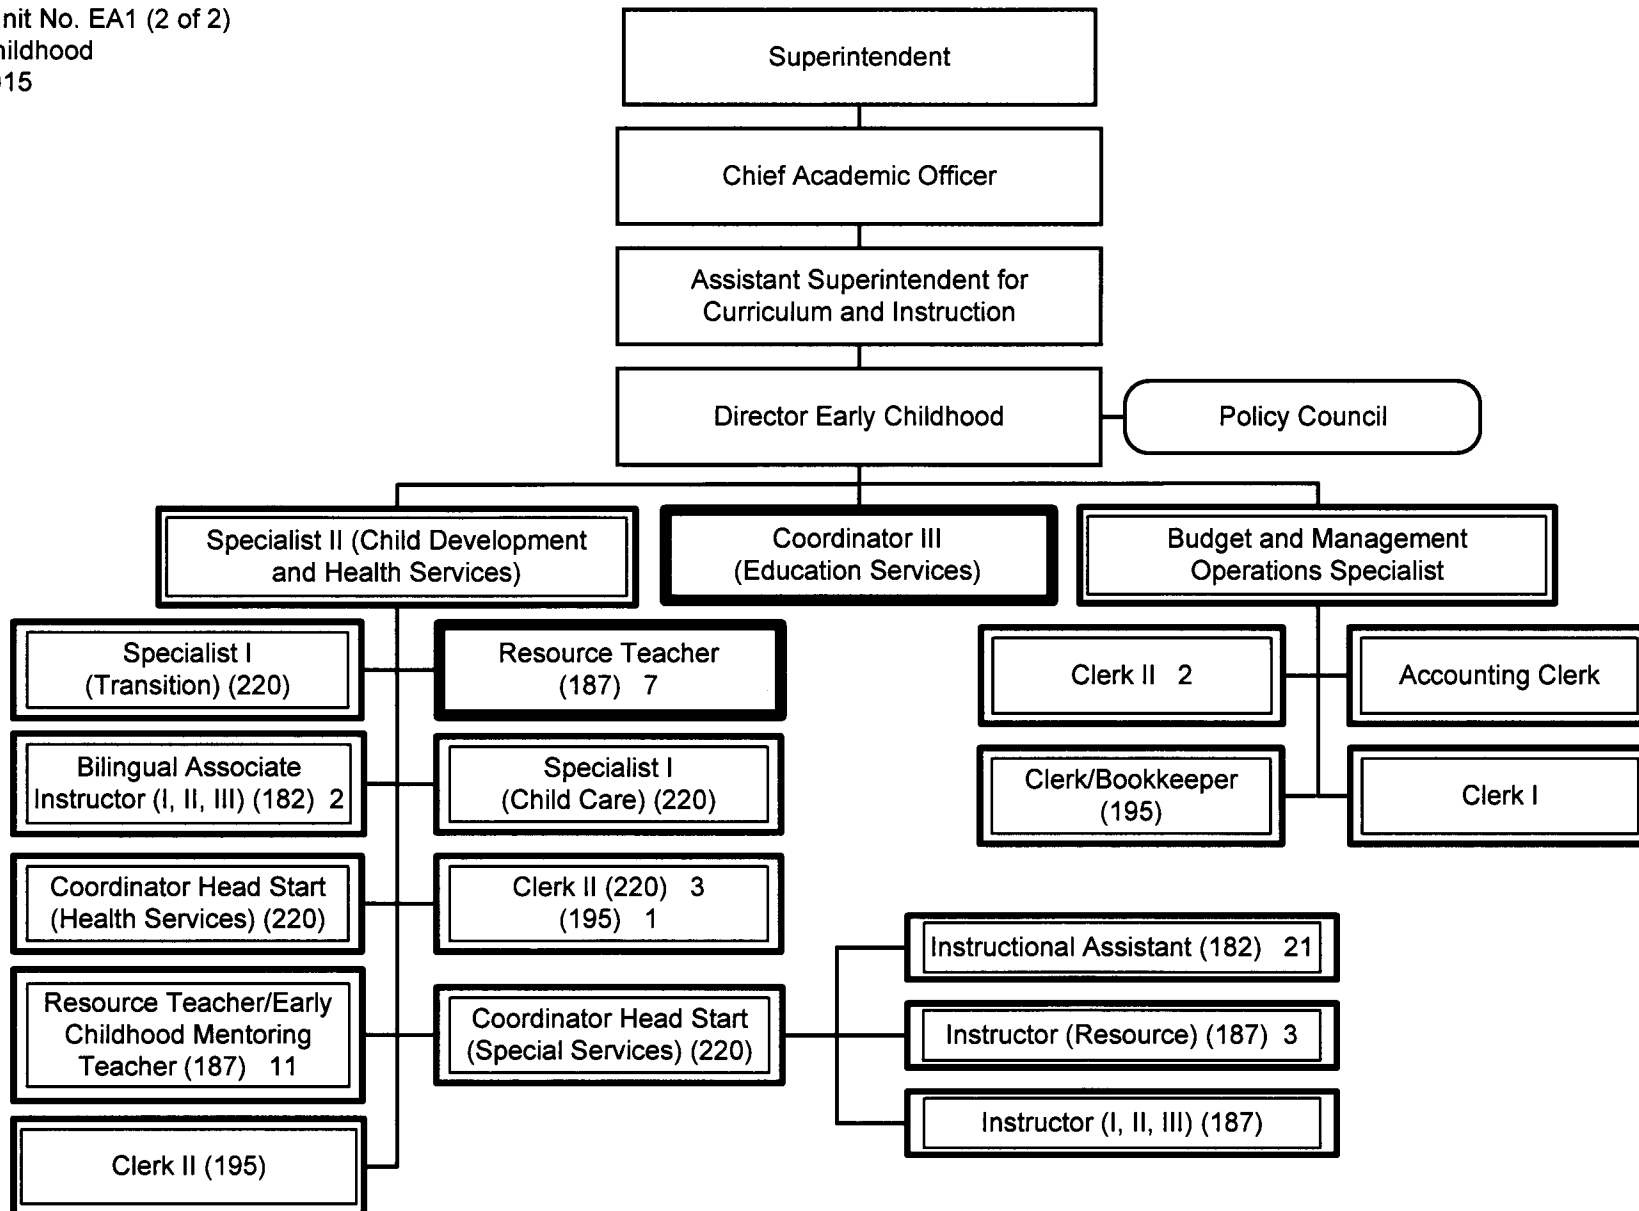 nit No. EA1 (2 of 2)
hildhood
015
Superintendent
Chief Academic Officer
Assistant Superintendent for
Curriculum and Instruction
Director Early Childhood
Policy Council
Specialist II (Child Development
and Health Services)
Coordinator III
(Education Services)
Budget and Management
Operations Specialist
Specialist I
(Transition) (220)
Resource Teacher
(187) 7
Clerk II 2
Accounting Clerk
Bilingual Associate
Instructor (I, II, III) (182) 2
Specialist I
(Child Care) (220)
Clerk/Bookkeeper
(195)
Clerk I
Coordinator Head Start
(Health Services) (220)
Clerk II (220) 3
(195) 1
Resource Teacher/Early
Childhood Mentoring
Teacher (187) 11
Coordinator Head Start
(Special Services) (220)
Instructional Assistant (182) 21
Instructor (Resource) (187) 3
Instructor (I, II, III) (187)
Clerk II (195)